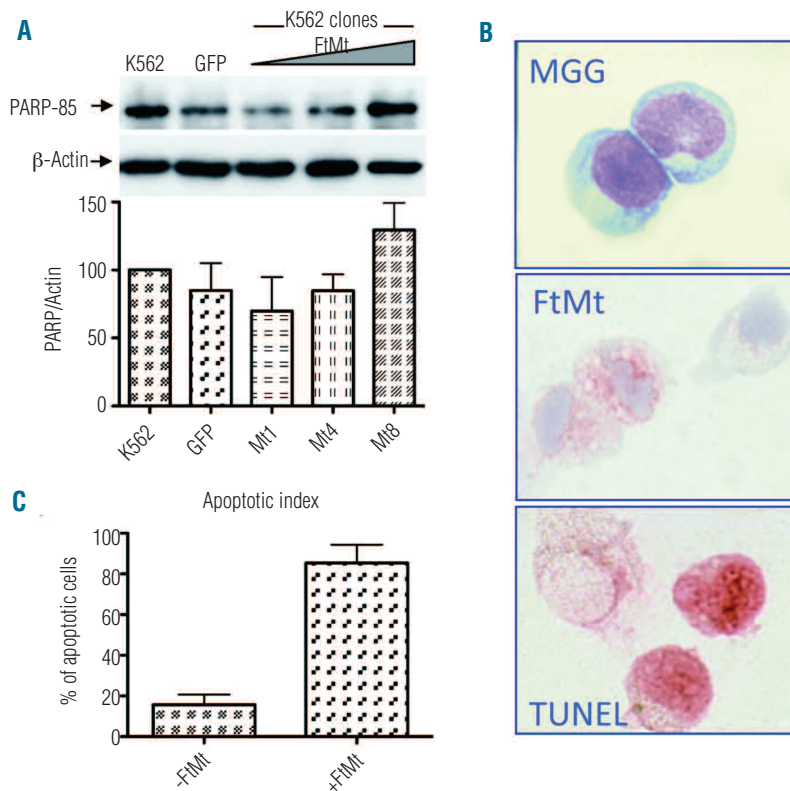 A
K562 clones
FtMt
K562 GFP
PARP-85
β-Actin
150
100
50
0
PARP/Actin
K562 GFP Mt1 Mt4 Mt8
B
MGG
FtMt
TUNEL
C
Apoptotic index
100
80
60
40
20
0
% of apoptotic cells
-FtMt +FtMt